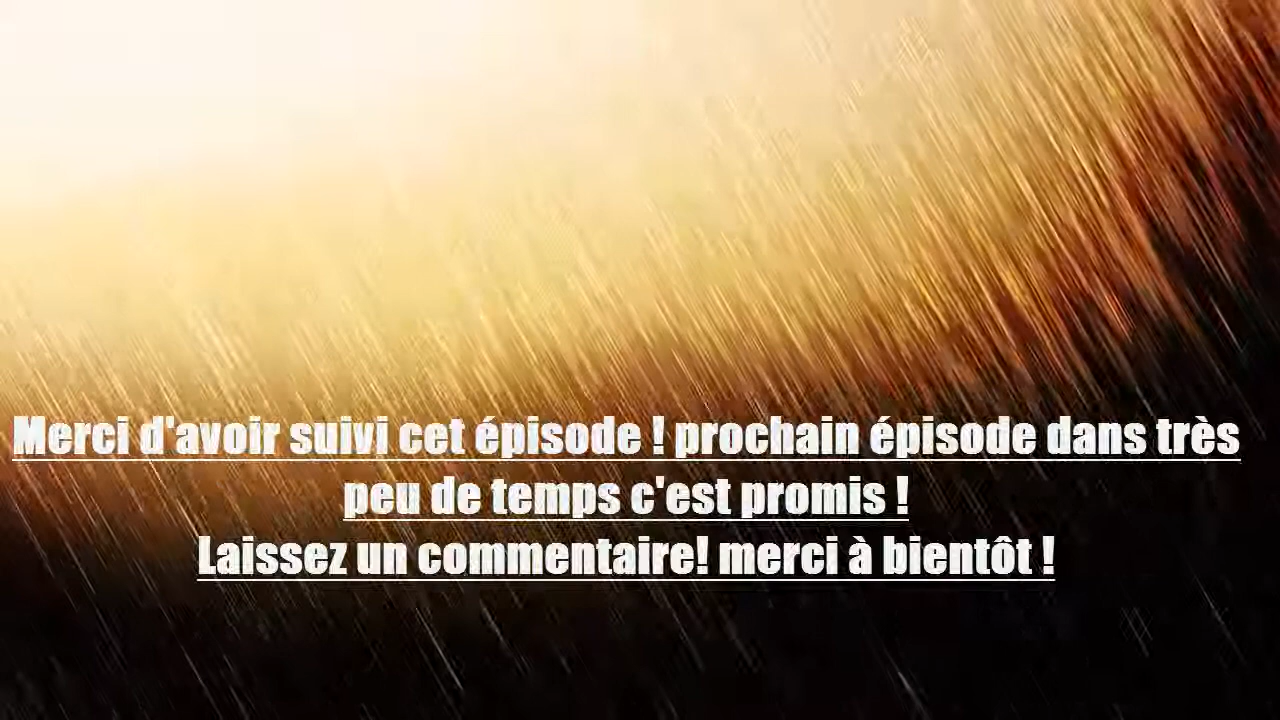 Merci d'avoir suivi cet épisode ! prochain épisode dans très
peu de temps c'est promis !
Laissez un commentaire! merci à bientôt !